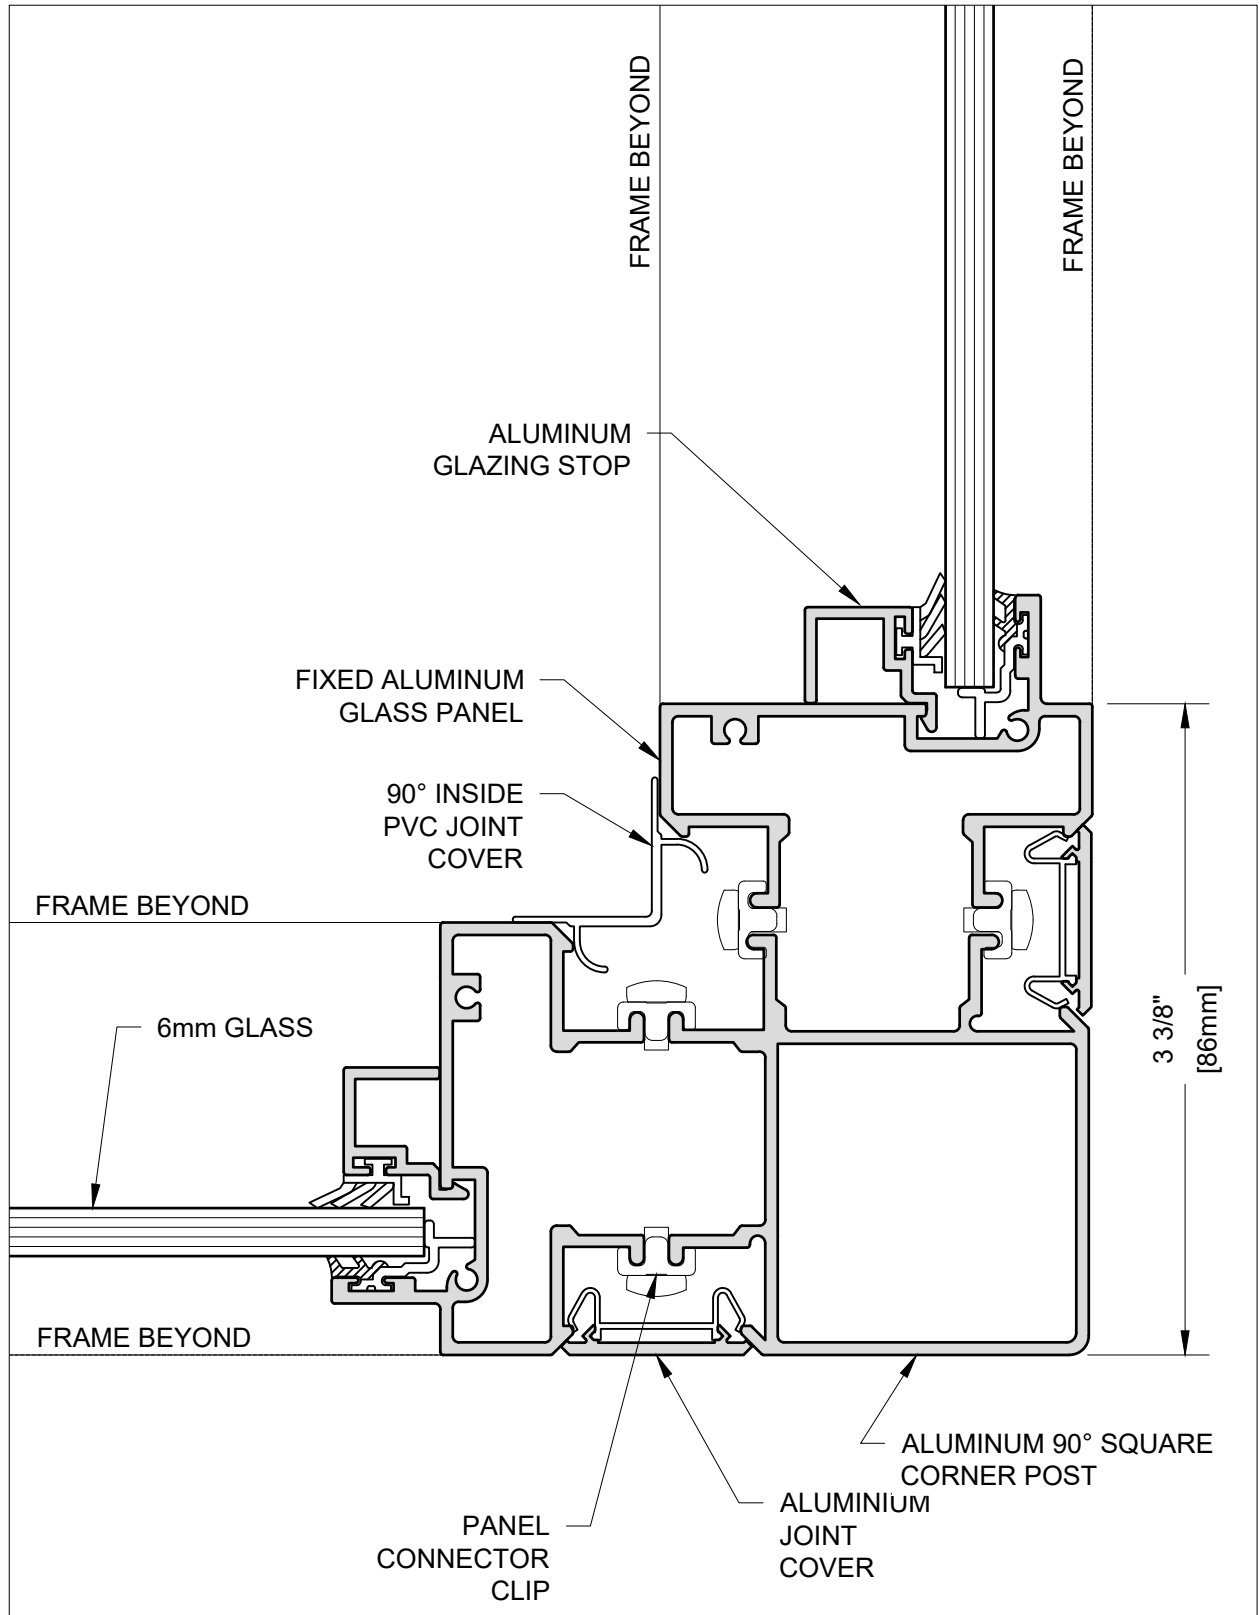 FRAME BEYOND
FRAME BEYOND
ALUMINUM
GLAZING STOP
FIXED ALUMINUM
GLASS PANEL
90° INSIDE
PVC JOINT
COVER
FRAME BEYOND
6mm GLASS
3 3/8"
[86mm]
FRAME BEYOND
ALUMINUM 90° SQUARE
CORNER POST
ALUMINIUM
JOINT
COVER
PANEL
CONNECTOR
CLIP